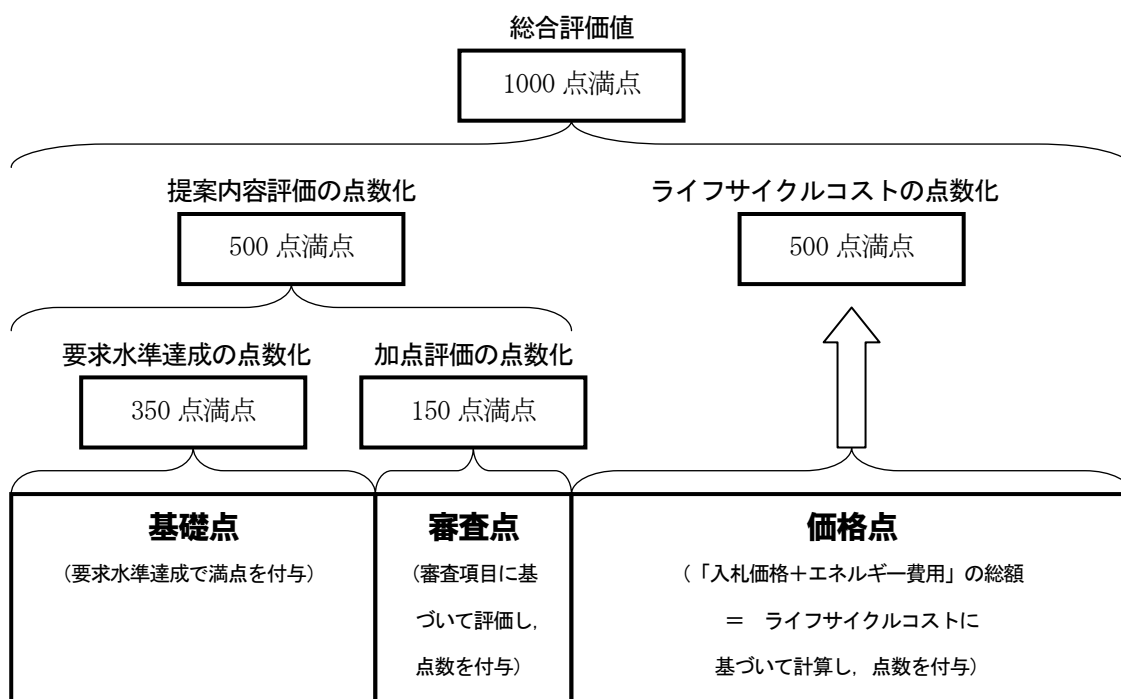 総合評価値
1000 点満点
提案内容評価の点数化
ライフサイクルコストの点数化
500 点満点
500 点満点
要求水準達成の点数化
加点評価の点数化
350 点満点
150 点満点
基礎点
(要求水準達成で満点を付与)
審査点
(審査項目に基
づいて評価し,
点数を付与)
価格点
(「入札価格+エネルギー費用」の総額
= ライフサイクルコストに
基づいて計算し, 点数を付与)